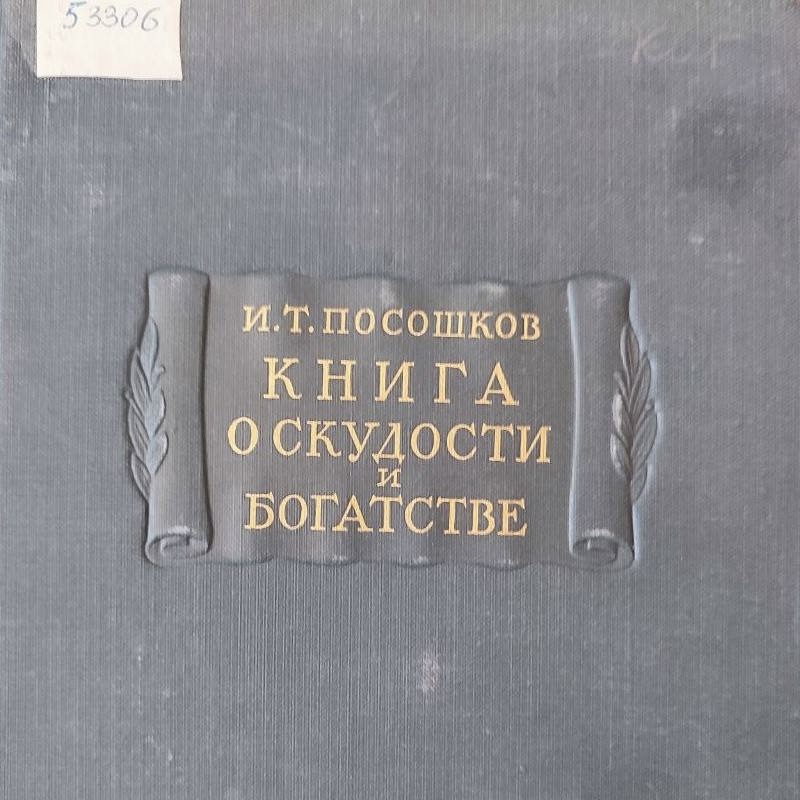 53306
И.Т. ПОСОШКОВ
КНИГА
О СКУДОСТИ
И
БОГАТСТВЕ